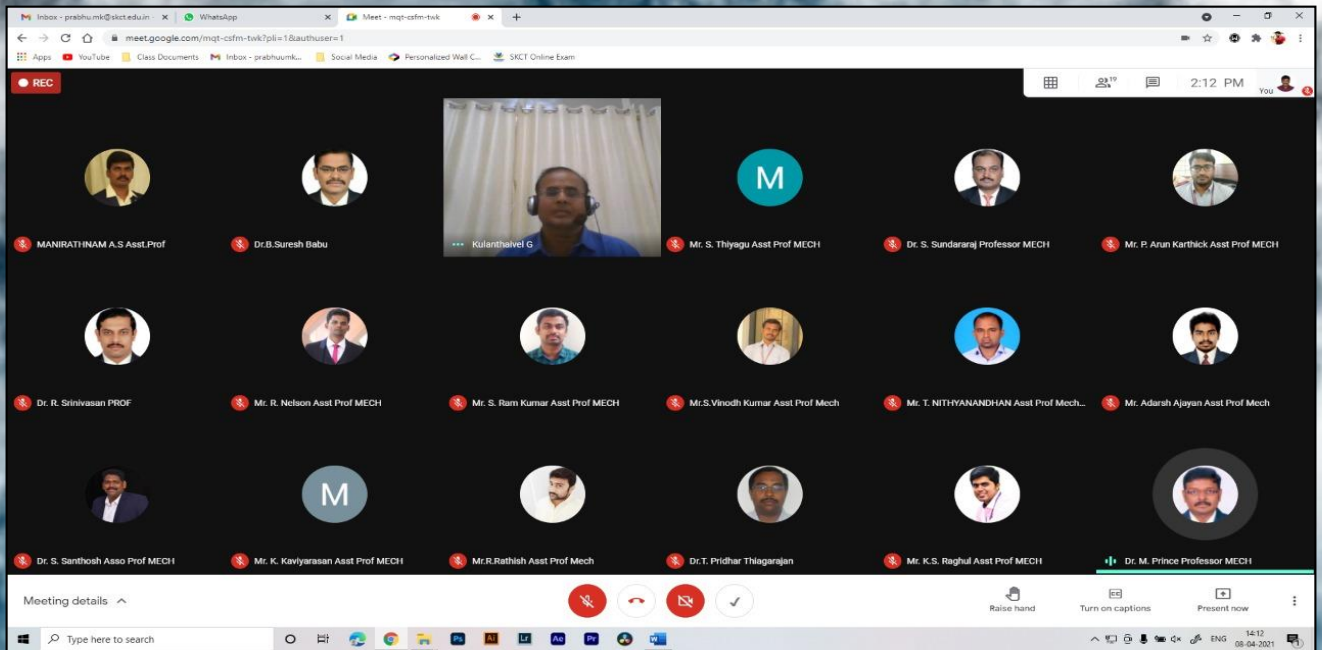 Inbox - prabhu.mk@skct.edu.in - WhatsApp Meet - mqt-csfm-twk
meet.google.com/mqt-csfm-twk?pli=1&authuser=1
Apps YouTube Class Documents Inbox - prabhuumk... Social Media Personalized Wall C... SKCT Online Exam
REC 19 2:12 PM You
M
MANIRATHNAM A.S Asst.Prof Dr.B.Suresh Babu Kulanthaivel G Mr. S. Thiyagu Asst Prof MECH Dr. S. Sundararaj Professor MECH Mr. P. Arun Karthick Asst Prof MECH
Dr. R. Srinivasan PROF Mr. R. Nelson Asst Prof MECH Mr. S. Ram Kumar Asst Prof MECH Mr.S.Vinodh Kumar Asst Prof Mech Mr. T. NITHYANANDHAN Asst Prof Mech... Mr. Adarsh Ajayan Asst Prof Mech
M
Dr. S. Santhosh Asso Prof MECH Mr. K. Kaviyarasan Asst Prof MECH Mr.R.Rathish Asst Prof Mech Dr.T. Pridhar Thiagarajan Mr. K.S. Raghul Asst Prof MECH Dr. M. Prince Professor MECH
Meeting details Raise hand Turn on captions Present now
Type here to search Ps Ai Lr Ae Pr ENG 14:12
08-04-2021